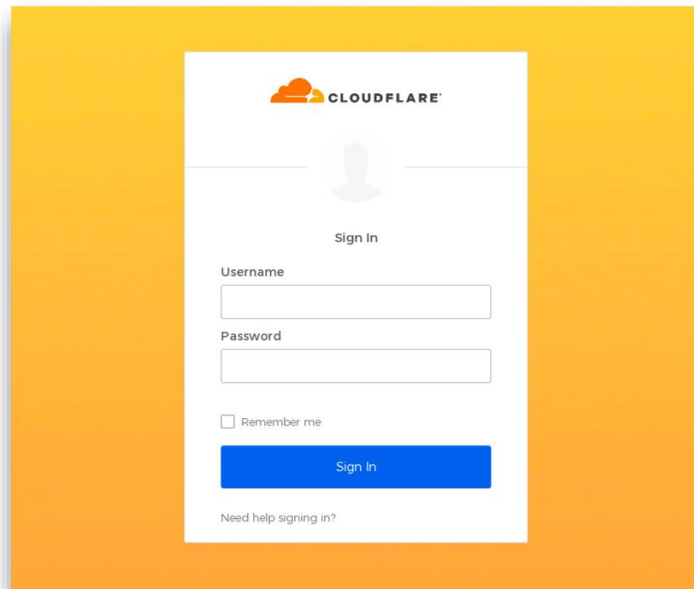 CLOUDFLARE
Sign In
Username
Password
Remember me
Sign In
Need help signing in?